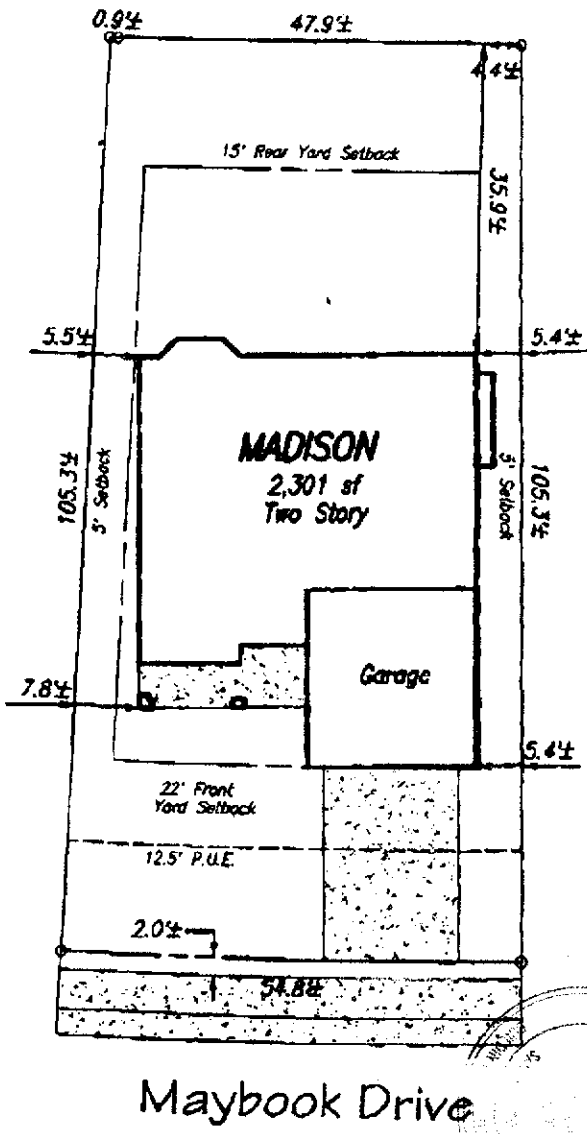 0.9'±
47.9'±
4.4'±
15' Rear Yard Setback
35.9'±
5.5'±
5.4'±
MADISON
2,301 sf
Two Story
105.3'±
5' Setback
5' Setback
105.3'±
Garage
7.8'±
5.4'±
22' Front
Yard Setback
12.5' P.U.E.
2.0'±
54.8'±
Maybook Drive